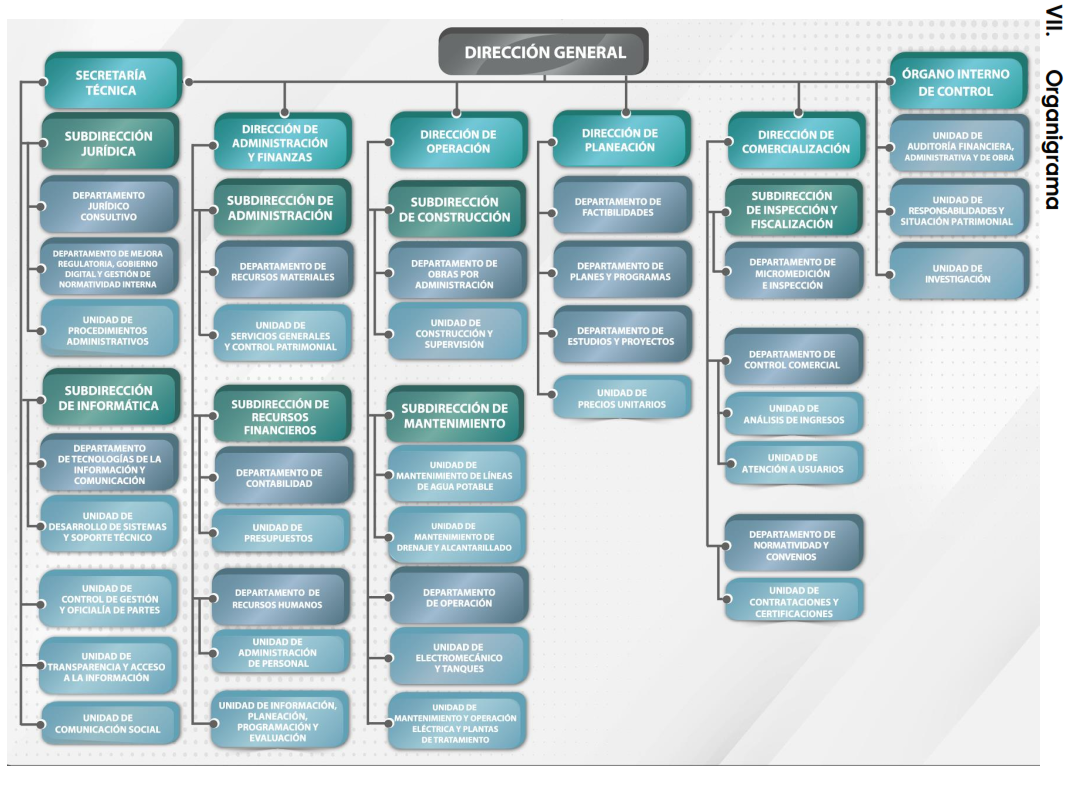 VII. Organigrama
DIRECCIÓN GENERAL
SECRETARÍA
TÉCNICA
SUBDIRECCIÓN
JURÍDICA
DEPARTAMENTO
JURÍDICO
CONSULTIVO
DEPARTAMENTO DE MEJORA
REGULATORIA, GOBIERNO
DIGITAL Y GESTIÓN DE
NORMATIVIDAD INTERNA
UNIDAD DE
PROCEDIMIENTOS
ADMINISTRATIVOS
SUBDIRECCIÓN
DE INFORMÁTICA
DEPARTAMENTO
DE TECNOLOGÍAS DE LA
INFORMACIÓN Y
COMUNICACIÓN
UNIDAD DE
DESARROLLO DE SISTEMAS
Y SOPORTE TÉCNICO
UNIDAD DE
CONTROL DE GESTIÓN
Y OFICIALÍA DE PARTES
UNIDAD DE
TRANSPARENCIA Y ACCESO
A LA INFORMACIÓN
UNIDAD DE
COMUNICACIÓN SOCIAL
DIRECCIÓN DE
ADMINISTRACIÓN
Y FINANZAS
SUBDIRECCIÓN DE
ADMINISTRACIÓN
DEPARTAMENTO DE
RECURSOS MATERIALES
UNIDAD DE
SERVICIOS GENERALES
Y CONTROL PATRIMONIAL
SUBDIRECCIÓN DE
RECURSOS
FINANCIEROS
DEPARTAMENTO DE
CONTABILIDAD
UNIDAD DE
PRESUPUESTOS
DEPARTAMENTO DE
RECURSOS HUMANOS
UNIDAD DE
ADMINISTRACIÓN
DE PERSONAL
UNIDAD DE INFORMACIÓN,
PLANEACIÓN,
PROGRAMACIÓN Y
EVALUACIÓN
DIRECCIÓN DE
OPERACIÓN
SUBDIRECCIÓN
DE CONSTRUCCIÓN
DEPARTAMENTO DE
OBRAS POR
ADMINISTRACIÓN
UNIDAD DE
CONSTRUCCIÓN Y
SUPERVISIÓN
SUBDIRECCIÓN DE
MANTENIMIENTO
UNIDAD DE
MANTENIMIENTO DE LÍNEAS
DE AGUA POTABLE
UNIDAD DE
MANTENIMIENTO DE
DRENAJE Y ALCANTARILLADO
DEPARTAMENTO
DE OPERACIÓN
UNIDAD DE
ELECTROMECÁNICO
Y TANQUES
UNIDAD DE
MANTENIMIENTO Y OPERACIÓN
ELÉCTRICA Y PLANTAS
DE TRATAMIENTO
DIRECCIÓN DE
PLANEACIÓN
DEPARTAMENTO DE
FACTIBILIDADES
DEPARTAMENTO DE
PLANES Y PROGRAMAS
DEPARTAMENTO DE
ESTUDIOS Y PROYECTOS
UNIDAD DE
PRECIOS UNITARIOS
DIRECCIÓN DE
COMERCIALIZACIÓN
SUBDIRECCIÓN
DE INSPECCIÓN Y
FISCALIZACIÓN
DEPARTAMENTO DE
MICROMEDICIÓN
E INSPECCIÓN
DEPARTAMENTO DE
CONTROL COMERCIAL
UNIDAD DE
ANÁLISIS DE INGRESOS
UNIDAD DE
ATENCIÓN A USUARIOS
DEPARTAMENTO DE
NORMATIVIDAD Y
CONVENIOS
UNIDAD DE
CONTRATACIONES Y
CERTIFICACIONES
ÓRGANO INTERNO
DE CONTROL
UNIDAD DE
AUDITORÍA FINANCIERA,
ADMINISTRATIVA Y DE OBRA
UNIDAD DE
RESPONSABILIDADES Y
SITUACIÓN PATRIMONIAL
UNIDAD DE
INVESTIGACIÓN